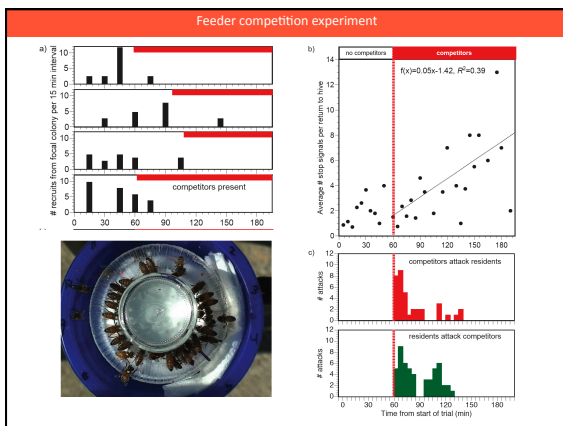 Feeder competition experiment
a)
# recruits from focal colony per 15 min interval
10
5
0
10
5
0
10
5
0
competitors present
10
5
0
0 30 60 90 120 150 180
b)
no competitors competitors
f(x)=0.05x-1.42, R²=0.39
Average # stop signals per return to hive
14
12
10
8
6
4
2
0
0 30 60 90 120 150 180
c)
competitors attack residents
# attacks
10
8
6
4
2
0
residents attack competitors
# attacks
10
8
6
4
2
0
0 30 60 90 120 150 180
Time from start of trial (min)